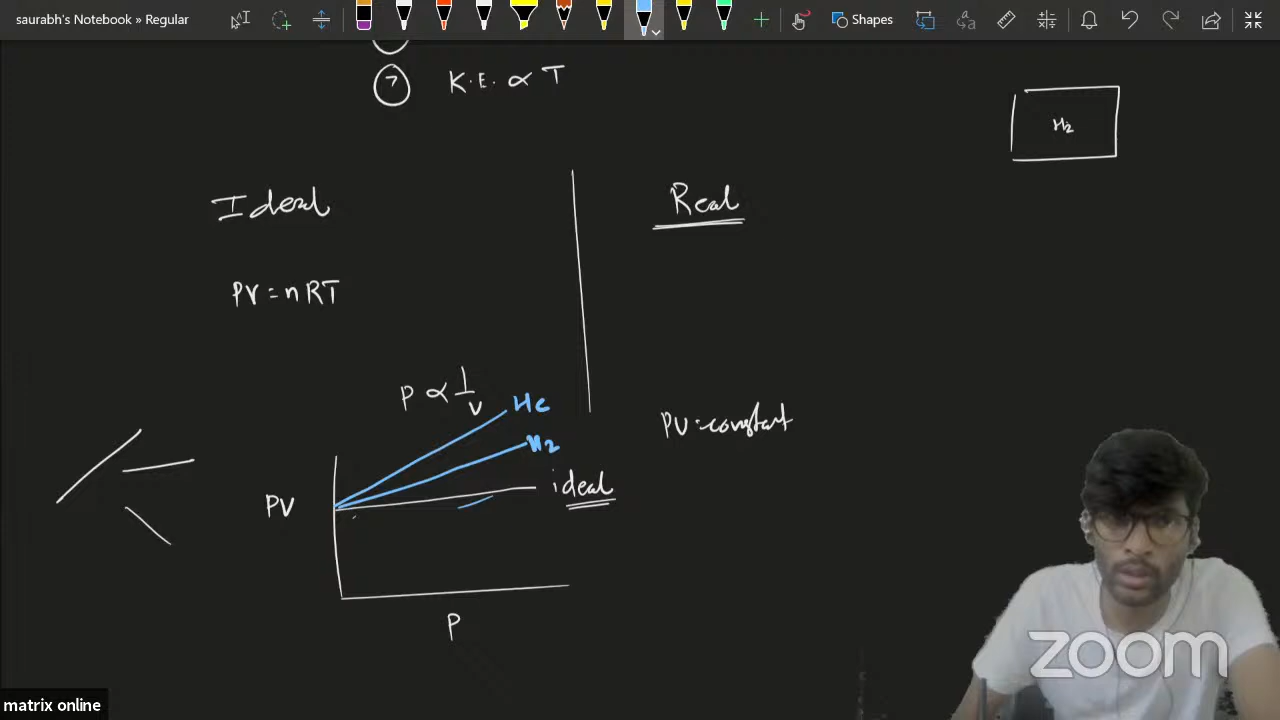 saurabh's Notebook » Regular
Shapes
7 K.E. ∝ T
H2
Ideal
Real
PV = nRT
P ∝ 1/V
He
PV = constant
H2
ideal
PV
P
zoom
matrix online